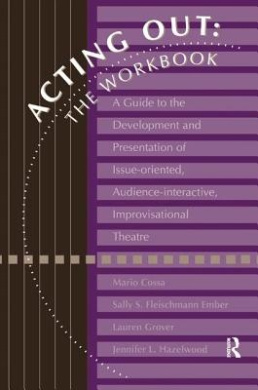 ACTING OUT:
THE WORKBOOK
A Guide to the
Development and
Presentation of
Issue-oriented,
Audience-interactive,
Improvisational
Theatre
Mario Cossa
Sally S. Fleischmann Ember
Lauren Grover
Jennifer L. Hazelwood
R